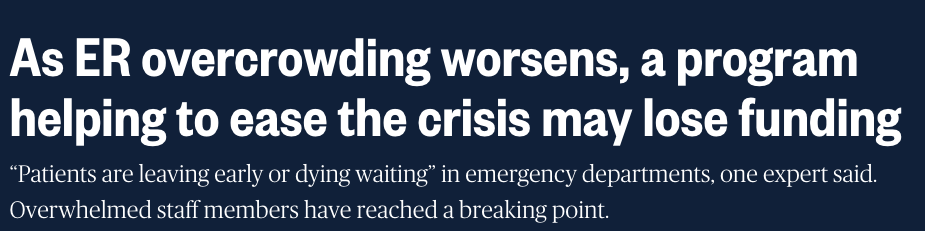 As ER overcrowding worsens, a program
helping to ease the crisis may lose funding
“Patients are leaving early or dying waiting” in emergency departments, one expert said.
Overwhelmed staff members have reached a breaking point.